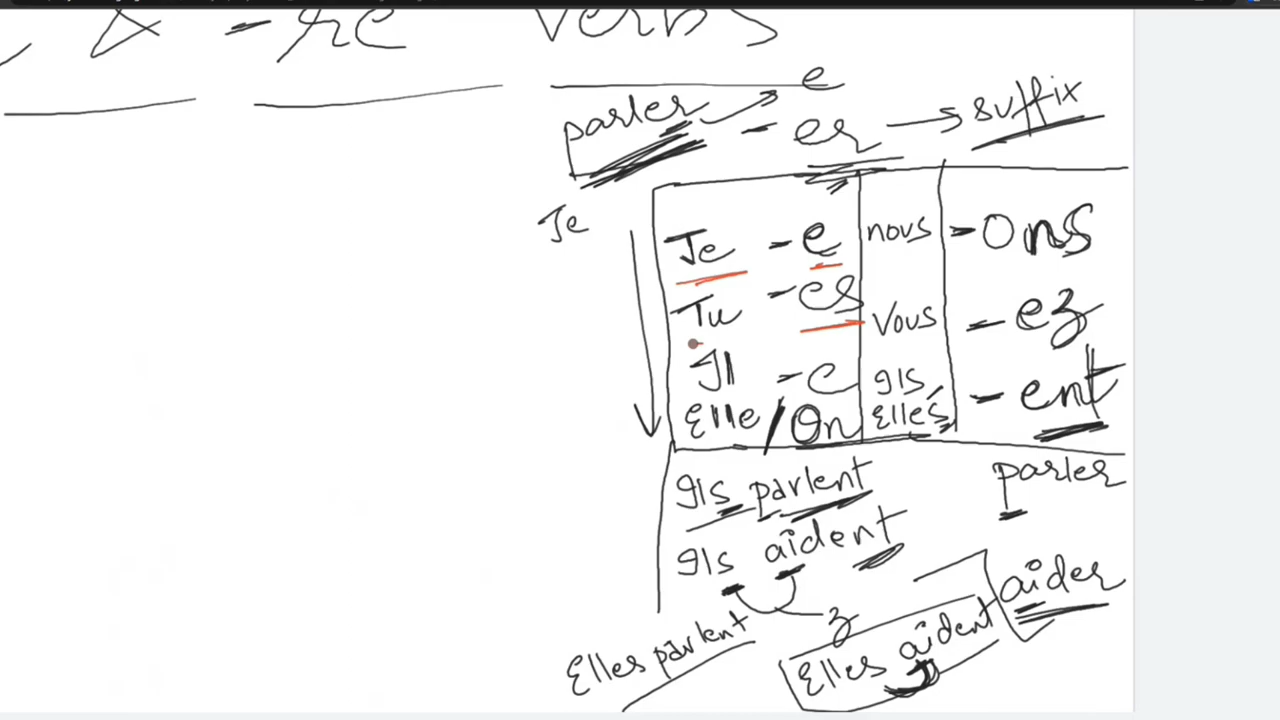 & -re verbs
parler → e
- er → suffix
Je
Je - e nous - ons
Tu - es vous - ez
Il - e Ils
Elle / On Elles - ent
Ils parlent parler
Ils aident aider
z
Elles parlent Elles aident